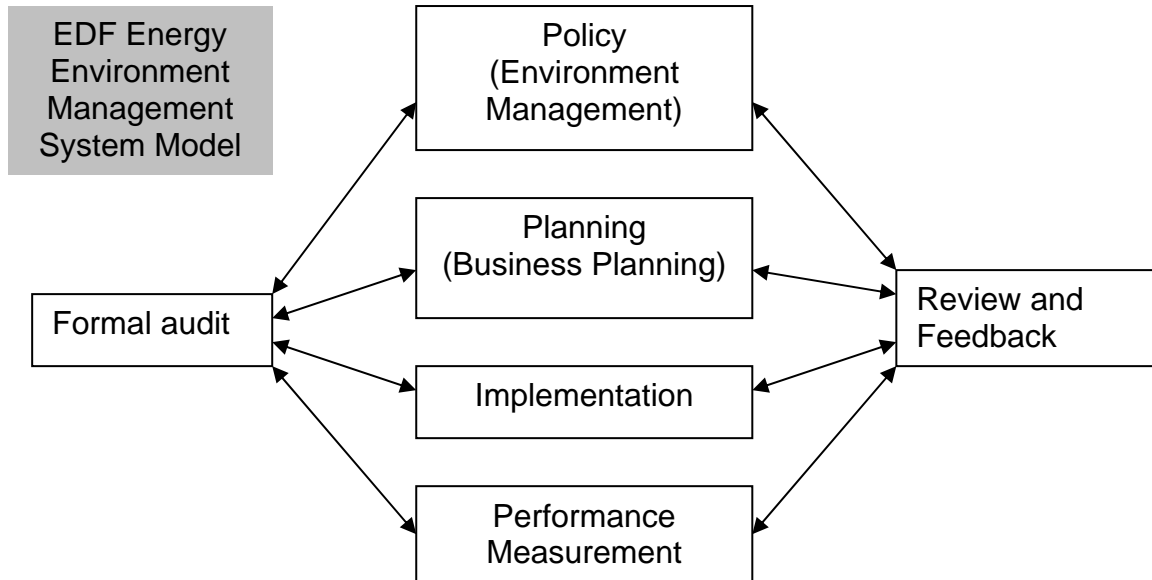 EDF Energy
Environment
Management
System Model
Policy
(Environment
Management)
Planning
(Business Planning)
Formal audit
Review and
Feedback
Implementation
Performance
Measurement